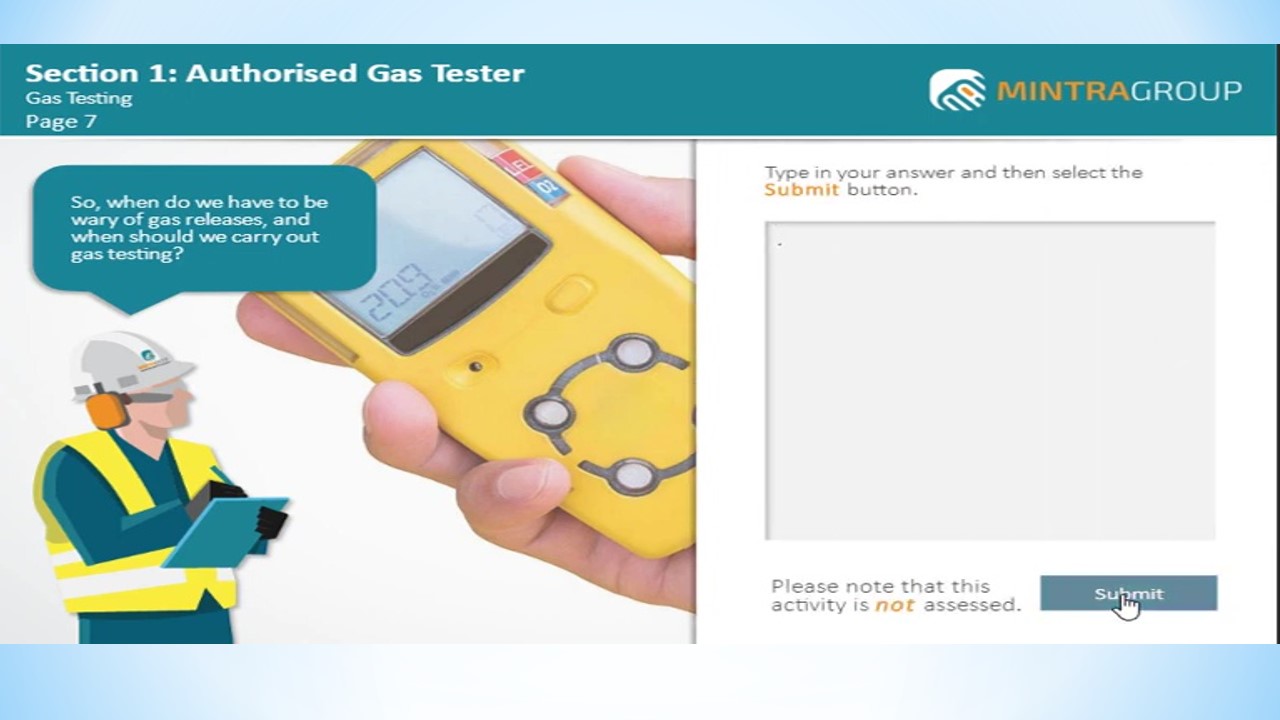 Section 1: Authorised Gas Tester
Gas Testing
Page 7
MINTRAGROUP
So, when do we have to be
wary of gas releases, and
when should we carry out
gas testing?
LEL
O2
20.9
Type in your answer and then select the
Submit button.
.
Please note that this
activity is not assessed.
Submit